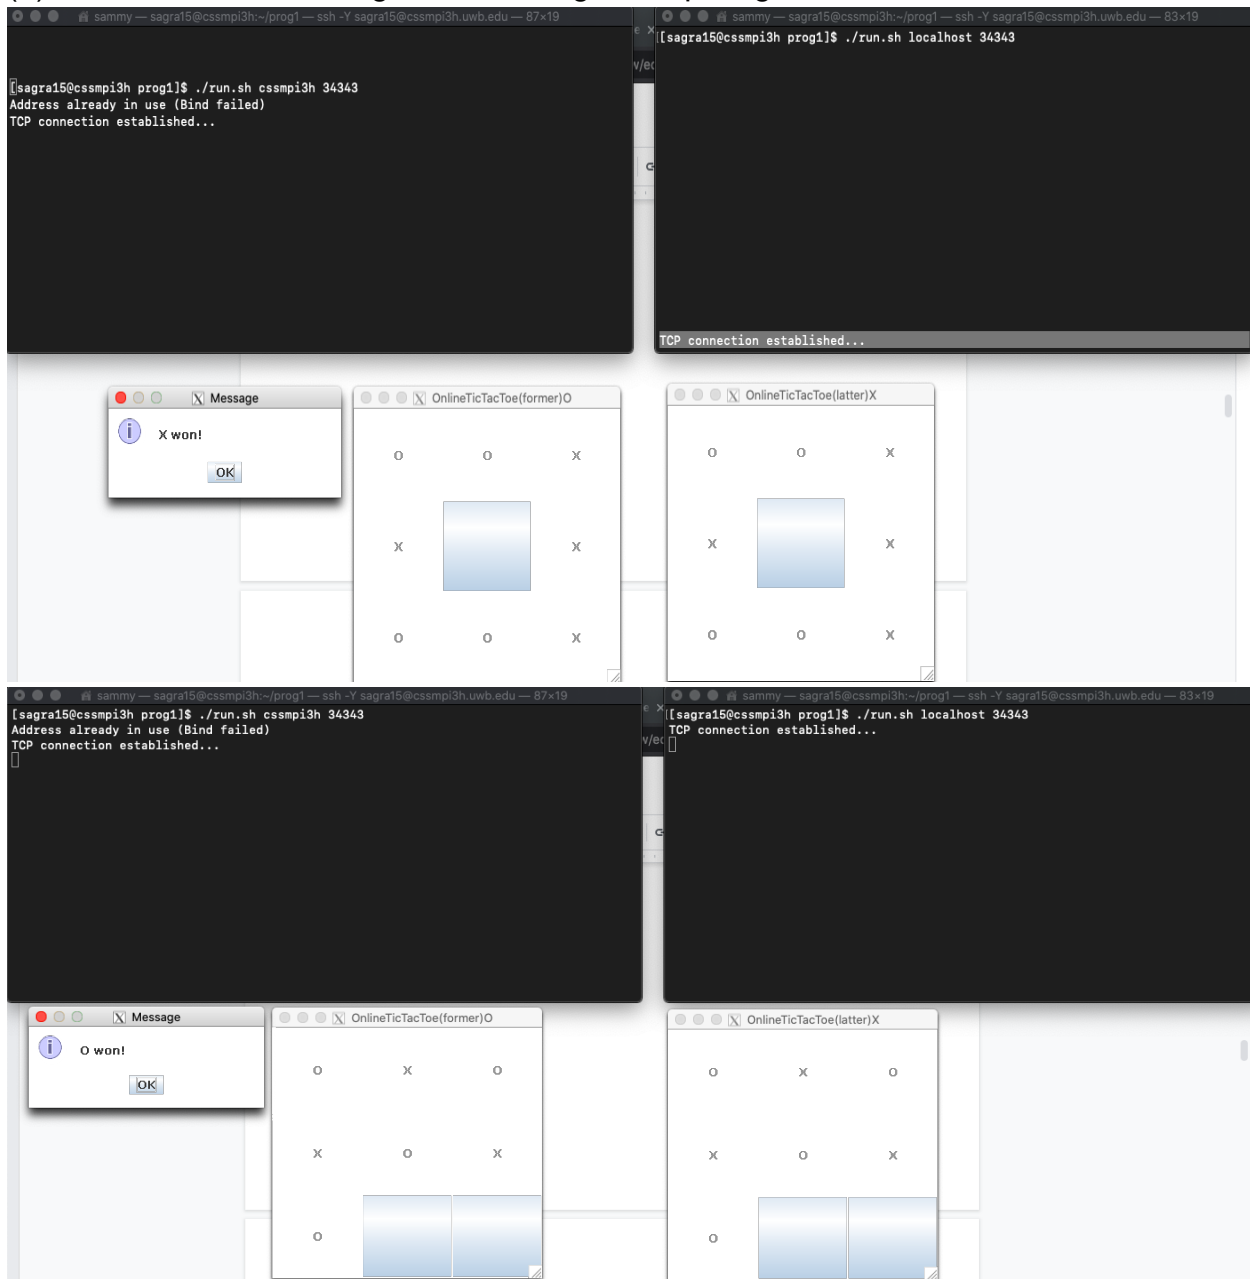 sammy — sagra15@cssmpi3h:~/prog1 — ssh -Y sagra15@cssmpi3h.uwb.edu — 87×19
[sagra15@cssmpi3h prog1]$ ./run.sh cssmpi3h 34343
Address already in use (Bind failed)
TCP connection established...
sammy — sagra15@cssmpi3h:~/prog1 — ssh -Y sagra15@cssmpi3h.uwb.edu — 83×19
[[sagra15@cssmpi3h prog1]$ ./run.sh localhost 34343
TCP connection established...
Message
X won!
OK
OnlineTicTacToe(former)O
O O X
X X
O O X
OnlineTicTacToe(latter)X
O O X
X X
O O X
sammy — sagra15@cssmpi3h:~/prog1 — ssh -Y sagra15@cssmpi3h.uwb.edu — 87×19
[sagra15@cssmpi3h prog1]$ ./run.sh cssmpi3h 34343
Address already in use (Bind failed)
TCP connection established...
sammy — sagra15@cssmpi3h:~/prog1 — ssh -Y sagra15@cssmpi3h.uwb.edu — 83×19
[[sagra15@cssmpi3h prog1]$ ./run.sh localhost 34343
TCP connection established...
Message
O won!
OK
OnlineTicTacToe(former)O
O X O
X O X
O
OnlineTicTacToe(latter)X
O X O
X O X
O